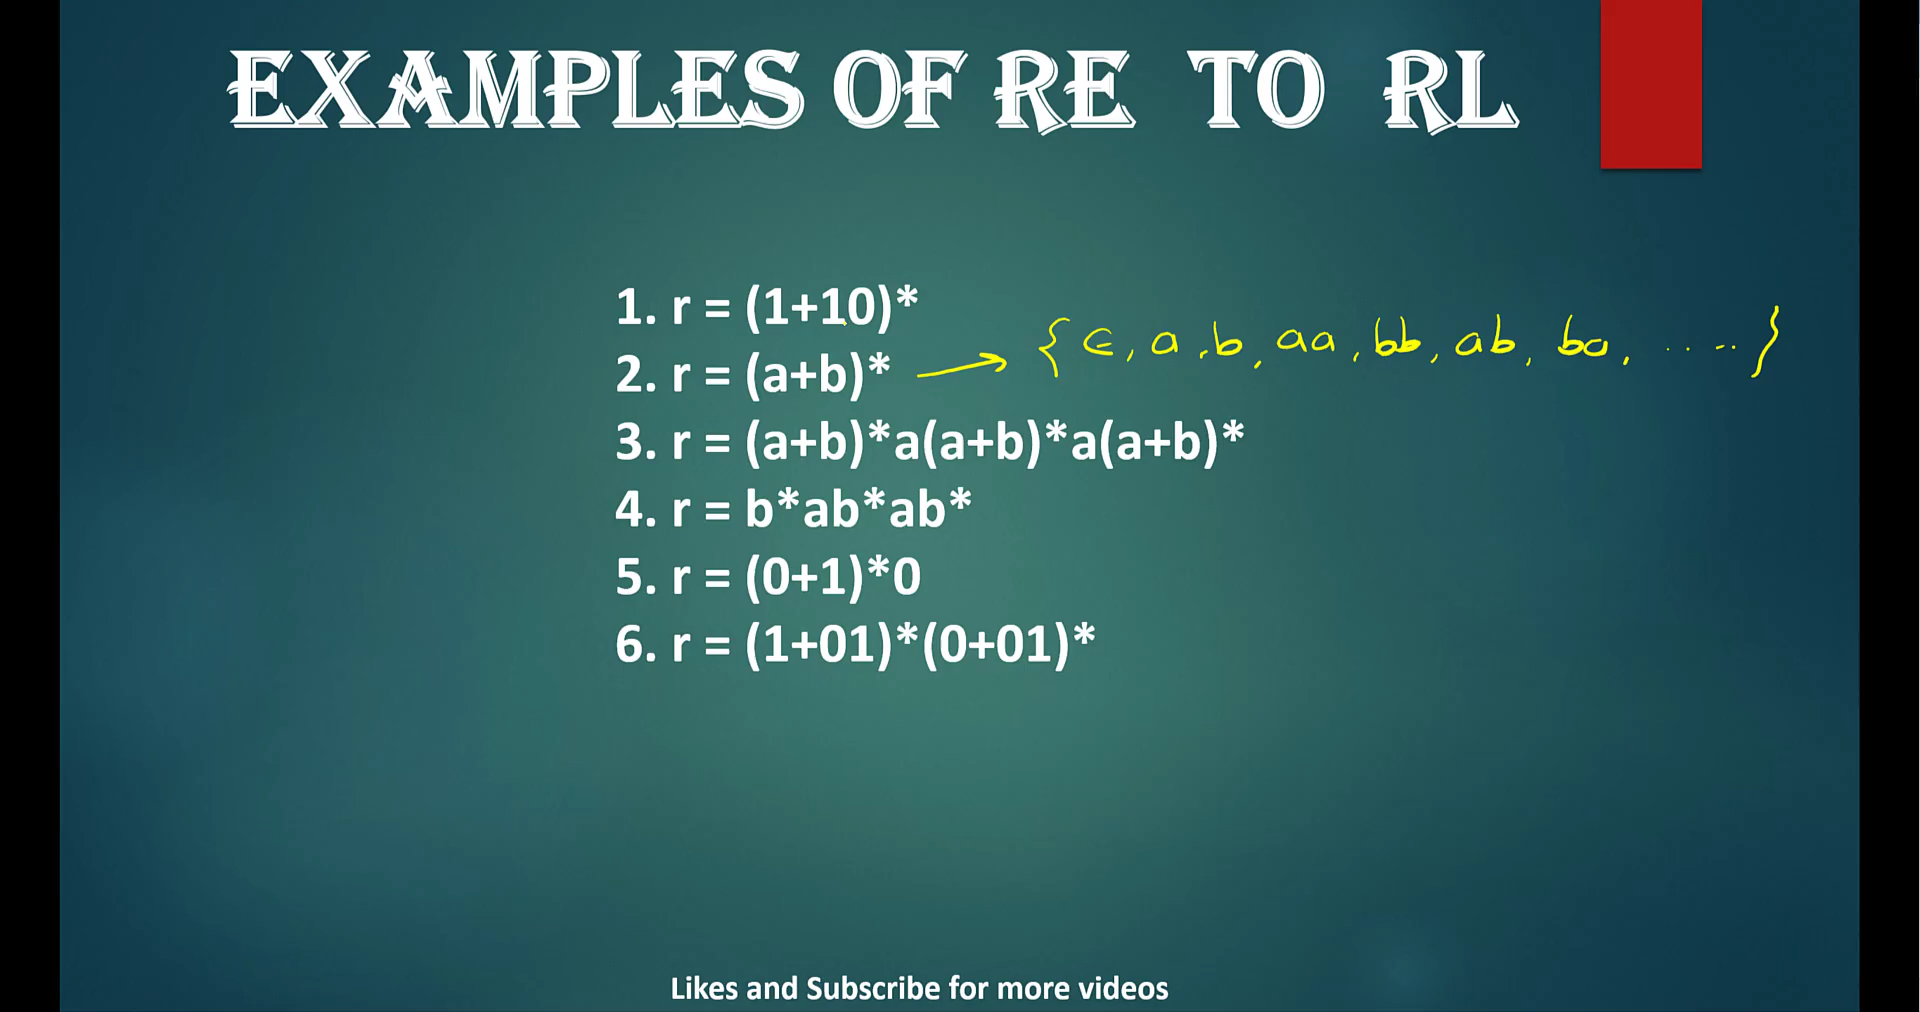 EXAMPLES OF RE TO RL
1. r = (1+10)*
2. r = (a+b)* → {ϵ, a, b, aa, bb, ab, ba, ......}
3. r = (a+b)*a(a+b)*a(a+b)*
4. r = b*ab*ab*
5. r = (0+1)*0
6. r = (1+01)*(0+01)*
Likes and Subscribe for more videos